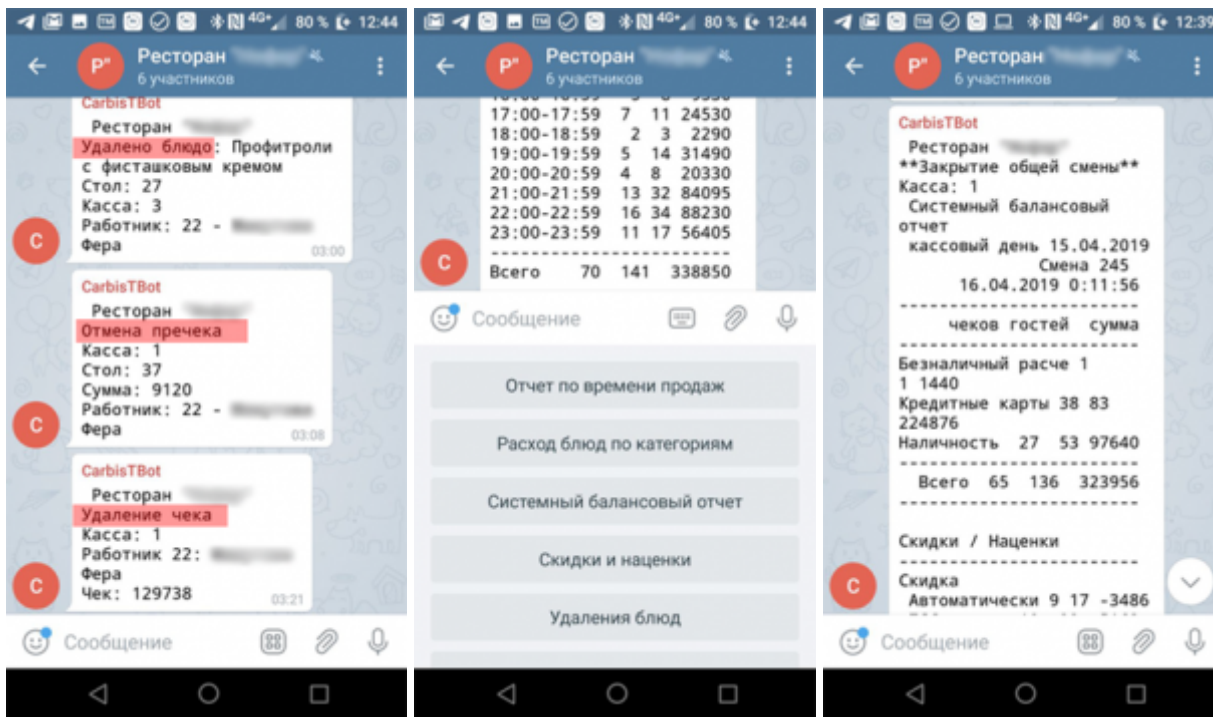 4G+ 80 % 12:44
Ресторан
6 участников
CarbisTBot
Ресторан
Удалено блюдо: Профитроли
с фисташковым кремом
Стол: 27
Касса: 3
Работник: 22 -
Фера
03:00
CarbisTBot
Ресторан
Отмена пречека
Касса: 1
Стол: 37
Сумма: 9120
Работник: 22 -
Фера
03:08
CarbisTBot
Ресторан
Удаление чека
Касса: 1
Работник 22:
Фера
Чек: 129738
03:21
С
С
С
Сообщение
4G+ 80 % 12:44
Ресторан
6 участников
17:00-17:59 7 11 24530
18:00-18:59 2 3 2290
19:00-19:59 5 14 31490
20:00-20:59 4 8 20330
21:00-21:59 13 32 84095
22:00-22:59 16 34 88230
23:00-23:59 11 17 56405
------------------------
Всего 70 141 338850
С
Сообщение
Отчет по времени продаж
Расход блюд по категориям
Системный балансовый отчет
Скидки и наценки
Удаления блюд
4G+ 80 % 12:39
Ресторан
6 участников
CarbisTBot
Ресторан
**Закрытие общей смены**
Касса: 1
Системный балансовый
отчет
кассовый день 15.04.2019
Смена 245
16.04.2019 0:11:56
------------------------
чеков гостей сумма
------------------------
Безналичный расче 1
1 1440
Кредитные карты 38 83
224876
Наличность 27 53 97640
------------------------
Всего 65 136 323956
------------------------
Скидки / Наценки
------------------------
Скидка
Автоматически 9 17 -3486
С
Сообщение